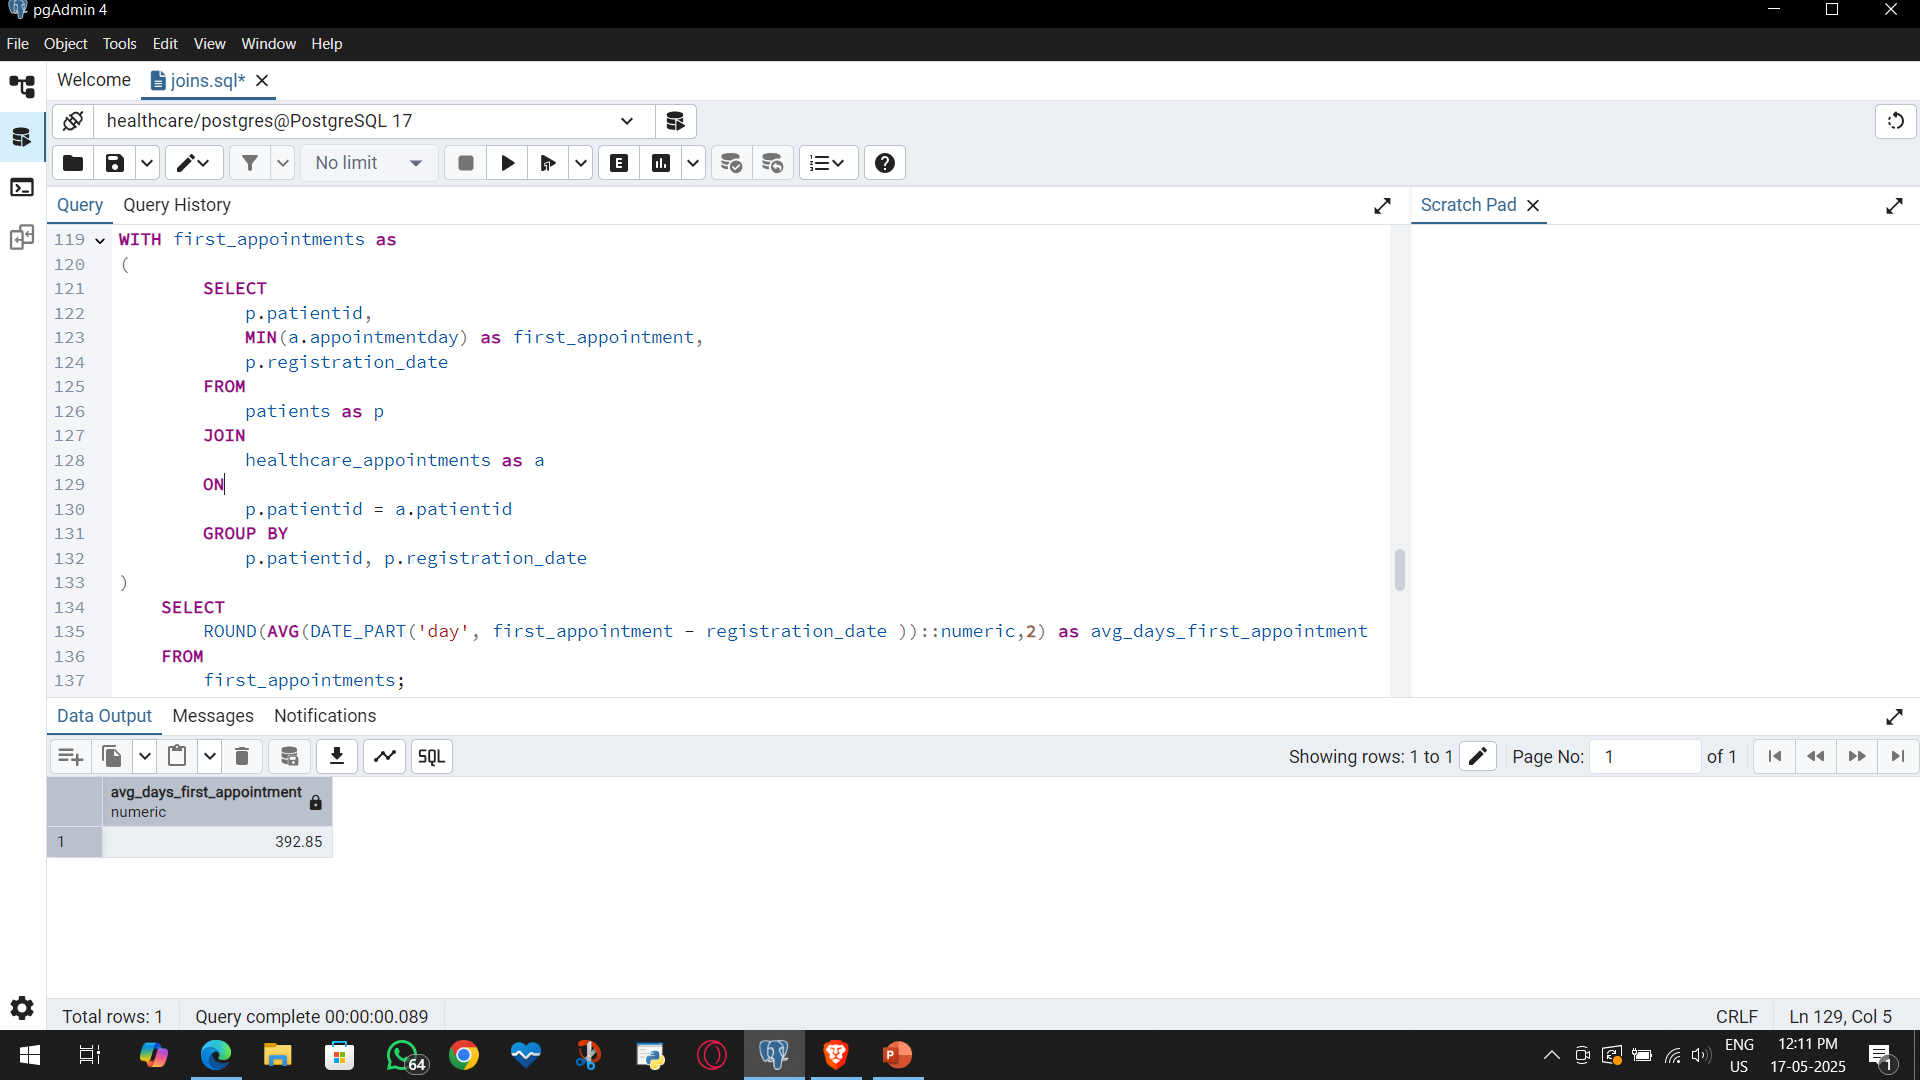 pgAdmin 4
File Object Tools Edit View Window Help
Welcome joins.sql*
healthcare/postgres@PostgreSQL 17
No limit
E
Query Query History
Scratch Pad
119 WITH first_appointments as
120 (
121 SELECT
122 p.patientid,
123 MIN(a.appointmentday) as first_appointment,
124 p.registration_date
125 FROM
126 patients as p
127 JOIN
128 healthcare_appointments as a
129 ON
130 p.patientid = a.patientid
131 GROUP BY
132 p.patientid, p.registration_date
133 )
134 SELECT
135 ROUND(AVG(DATE_PART('day', first_appointment - registration_date ))::numeric,2) as avg_days_first_appointment
136 FROM
137 first_appointments;
Data Output Messages Notifications
SQL
Showing rows: 1 to 1 Page No: 1 of 1
avg_days_first_appointment
numeric
1 392.85
Total rows: 1 Query complete 00:00:00.089 CRLF Ln 129, Col 5
64
P
ENG
US
12:11 PM
17-05-2025
1